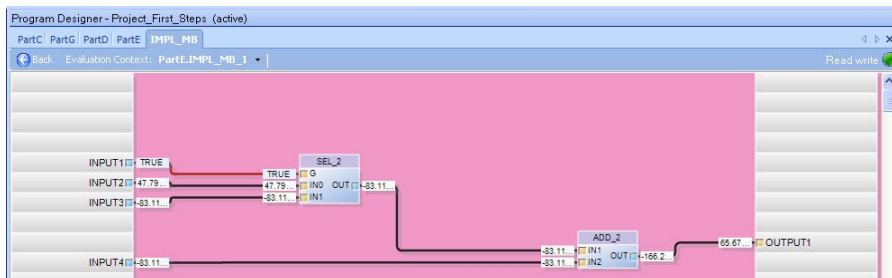 Program Designer - Project_First_Steps (active)
PartC PartG PartD PartE IMPL_MB
Back Evaluation Context: PartE.IMPL_MB_1 Read write
INPUT1 TRUE
INPUT2 47.79...
INPUT3 -83.11...
INPUT4 -83.11...
SEL_2
TRUE G
47.79... IN0 OUT -83.11...
-83.11... IN1
ADD_2
-83.11... IN1 OUT -166.2...
-83.11... IN2
65.67... OUTPUT1